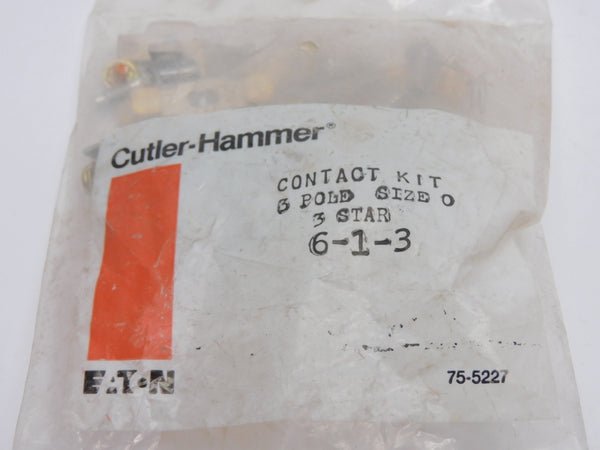 Cutler-Hammer®
CONTACT KIT
3 POLE SIZE 0
3 STAR
6-1-3
EATON
75-5227